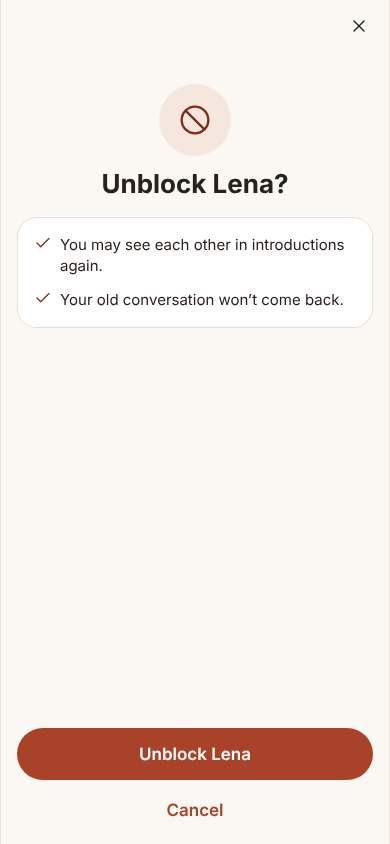 Unblock Lena?
You may see each other in introductions
again.
Your old conversation won’t come back.
Unblock Lena
Cancel